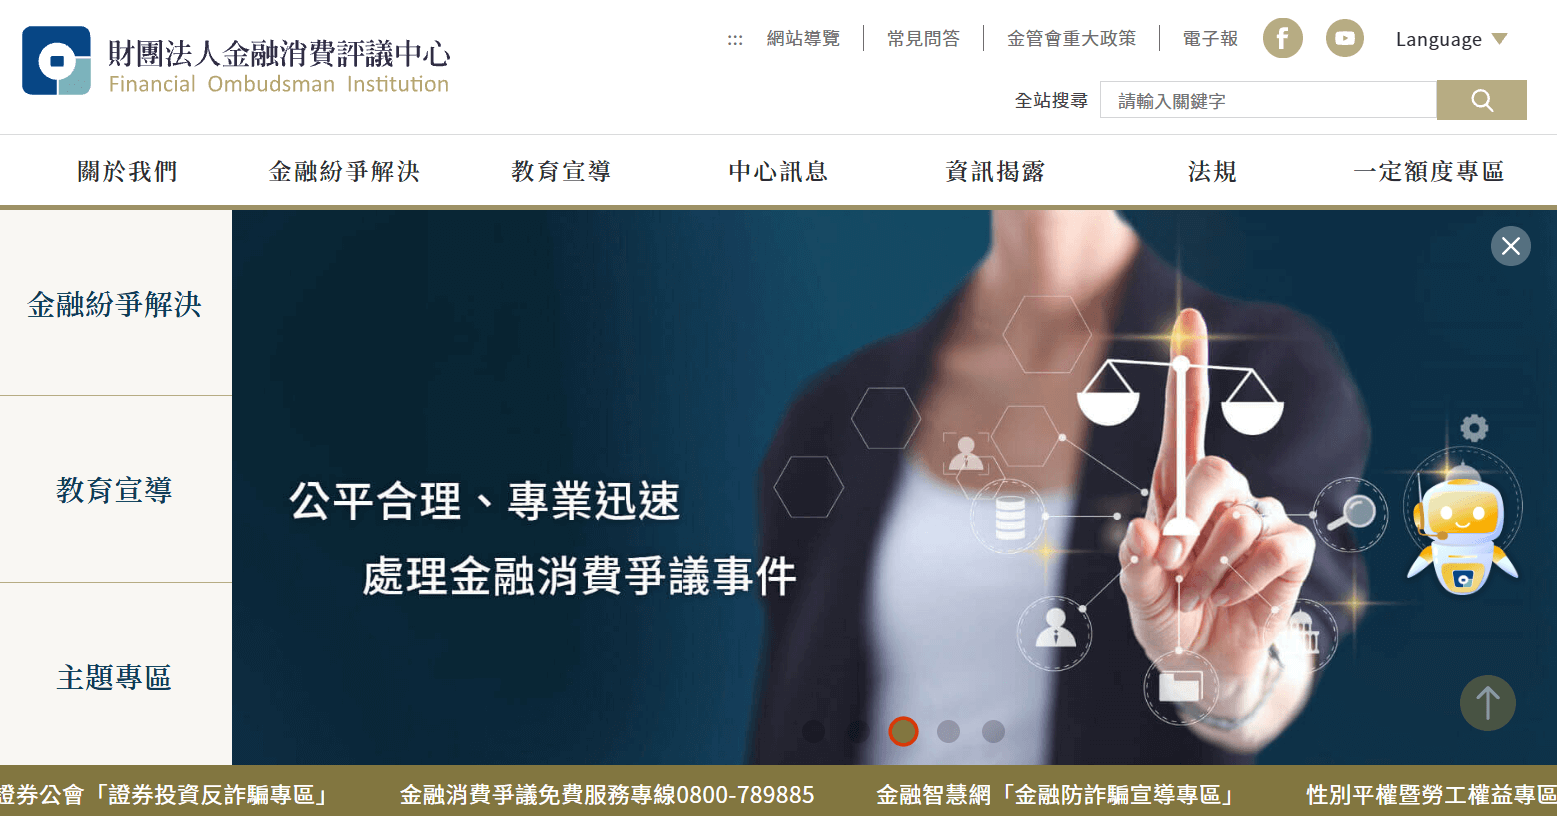 財團法人金融消費評議中心
Financial Ombudsman Institution
:::
網站導覽
常見問答
金管會重大政策
電子報
Language
全站搜尋
請輸入關鍵字
關於我們
金融紛爭解決
教育宣導
中心訊息
資訊揭露
法規
一定額度專區
金融紛爭解決
教育宣導
主題專區
公平合理、專業迅速
處理金融消費爭議事件
證券公會「證券投資反詐騙專區」
金融消費爭議免費服務專線0800-789885
金融智慧網「金融防詐騙宣導專區」
性別平權暨勞工權益專區